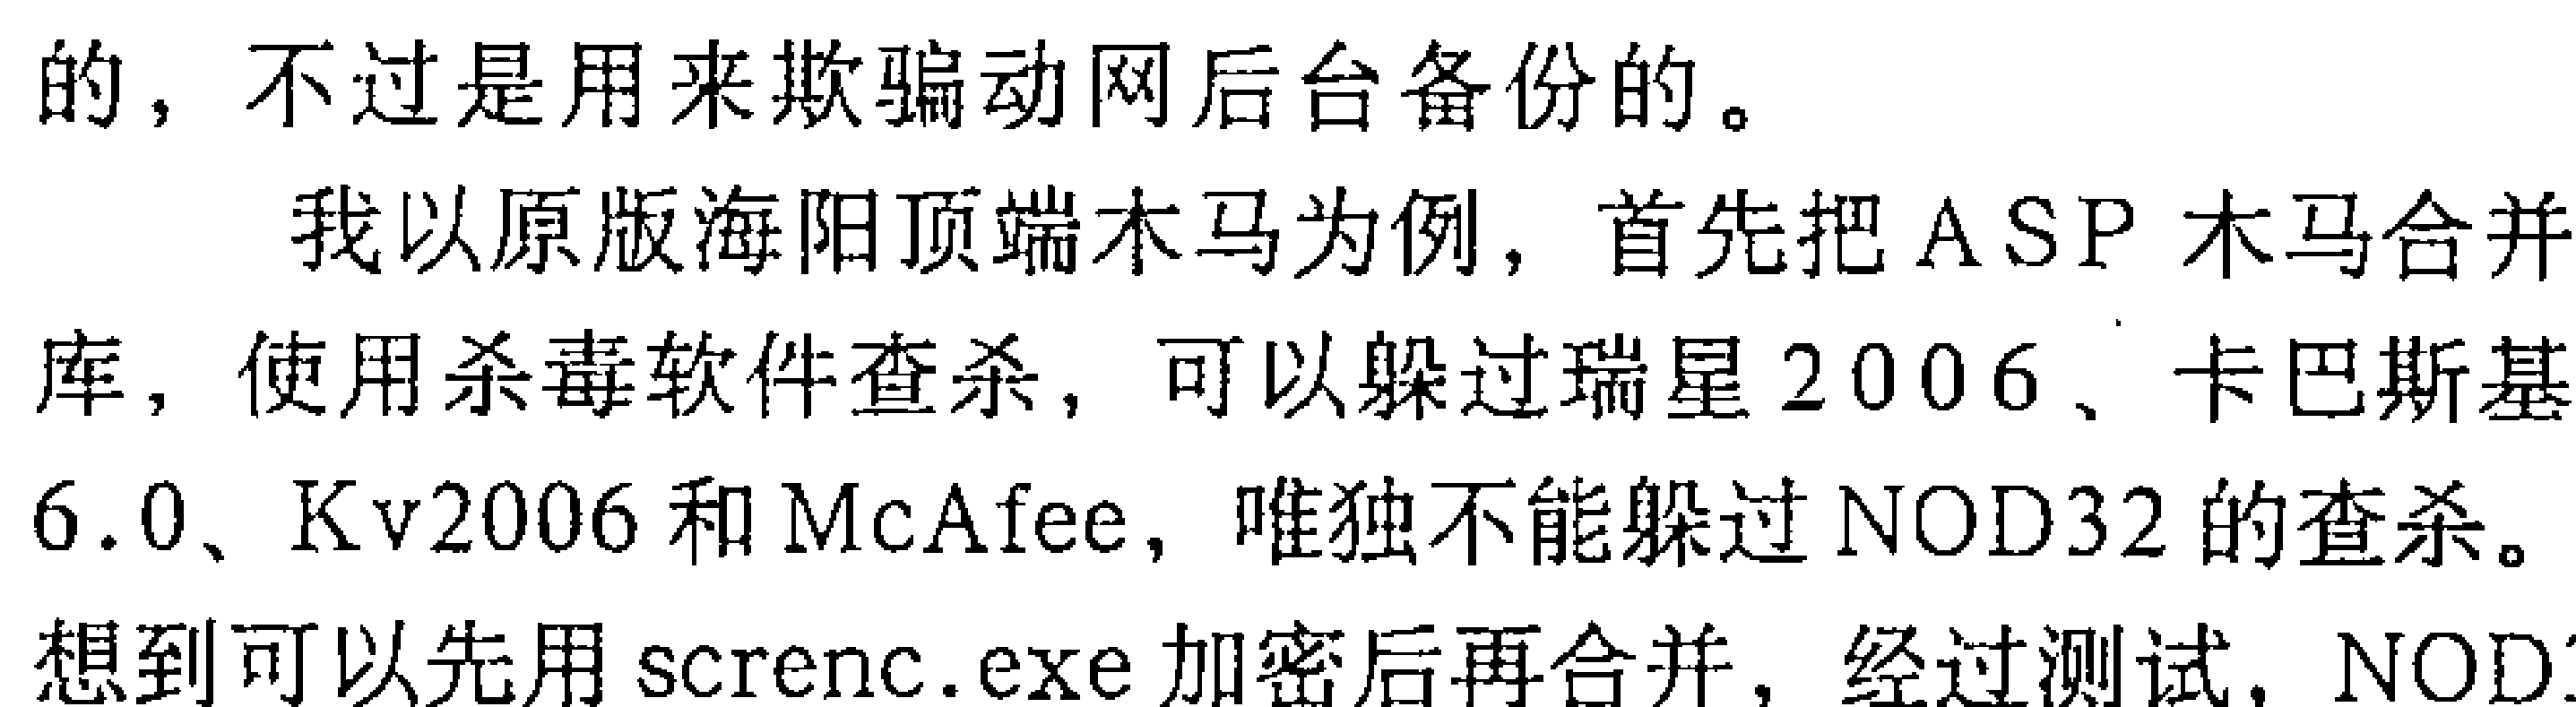 的，不过是用来欺骗动网后台备份的。
我以原版海阳顶端木马为例，首先把ASP木马合并
库，使用杀毒软件查杀，可以躲过瑞星2006、卡巴斯基
6.0、Kv2006和McAfee，唯独不能躲过NOD32的查杀。
想到可以先用screnc.exe加密后再合并，经过测试，NOD